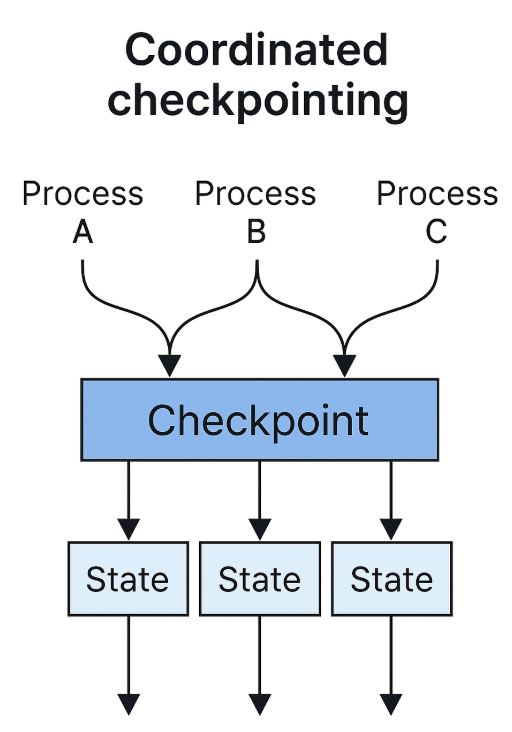 Coordinated
checkpointing
Process Process Process
A B C
Checkpoint
State State State